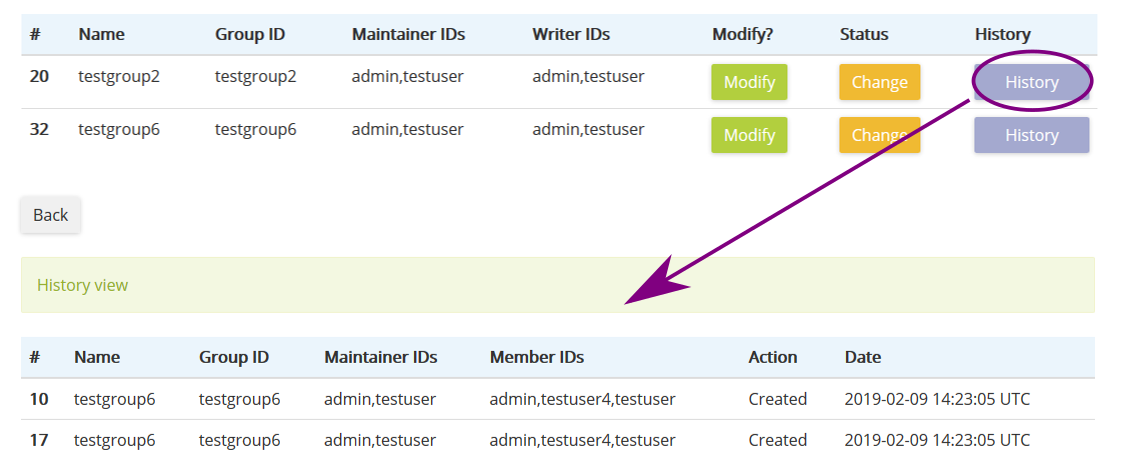 # Name Group ID Maintainer IDs Writer IDs Modify? Status History
20 testgroup2 testgroup2 admin,testuser admin,testuser Modify Change History
32 testgroup6 testgroup6 admin,testuser admin,testuser Modify Change History
Back
History view
# Name Group ID Maintainer IDs Member IDs Action Date
10 testgroup6 testgroup6 admin,testuser admin,testuser4,testuser Created 2019-02-09 14:23:05 UTC
17 testgroup6 testgroup6 admin,testuser admin,testuser4,testuser Created 2019-02-09 14:23:05 UTC